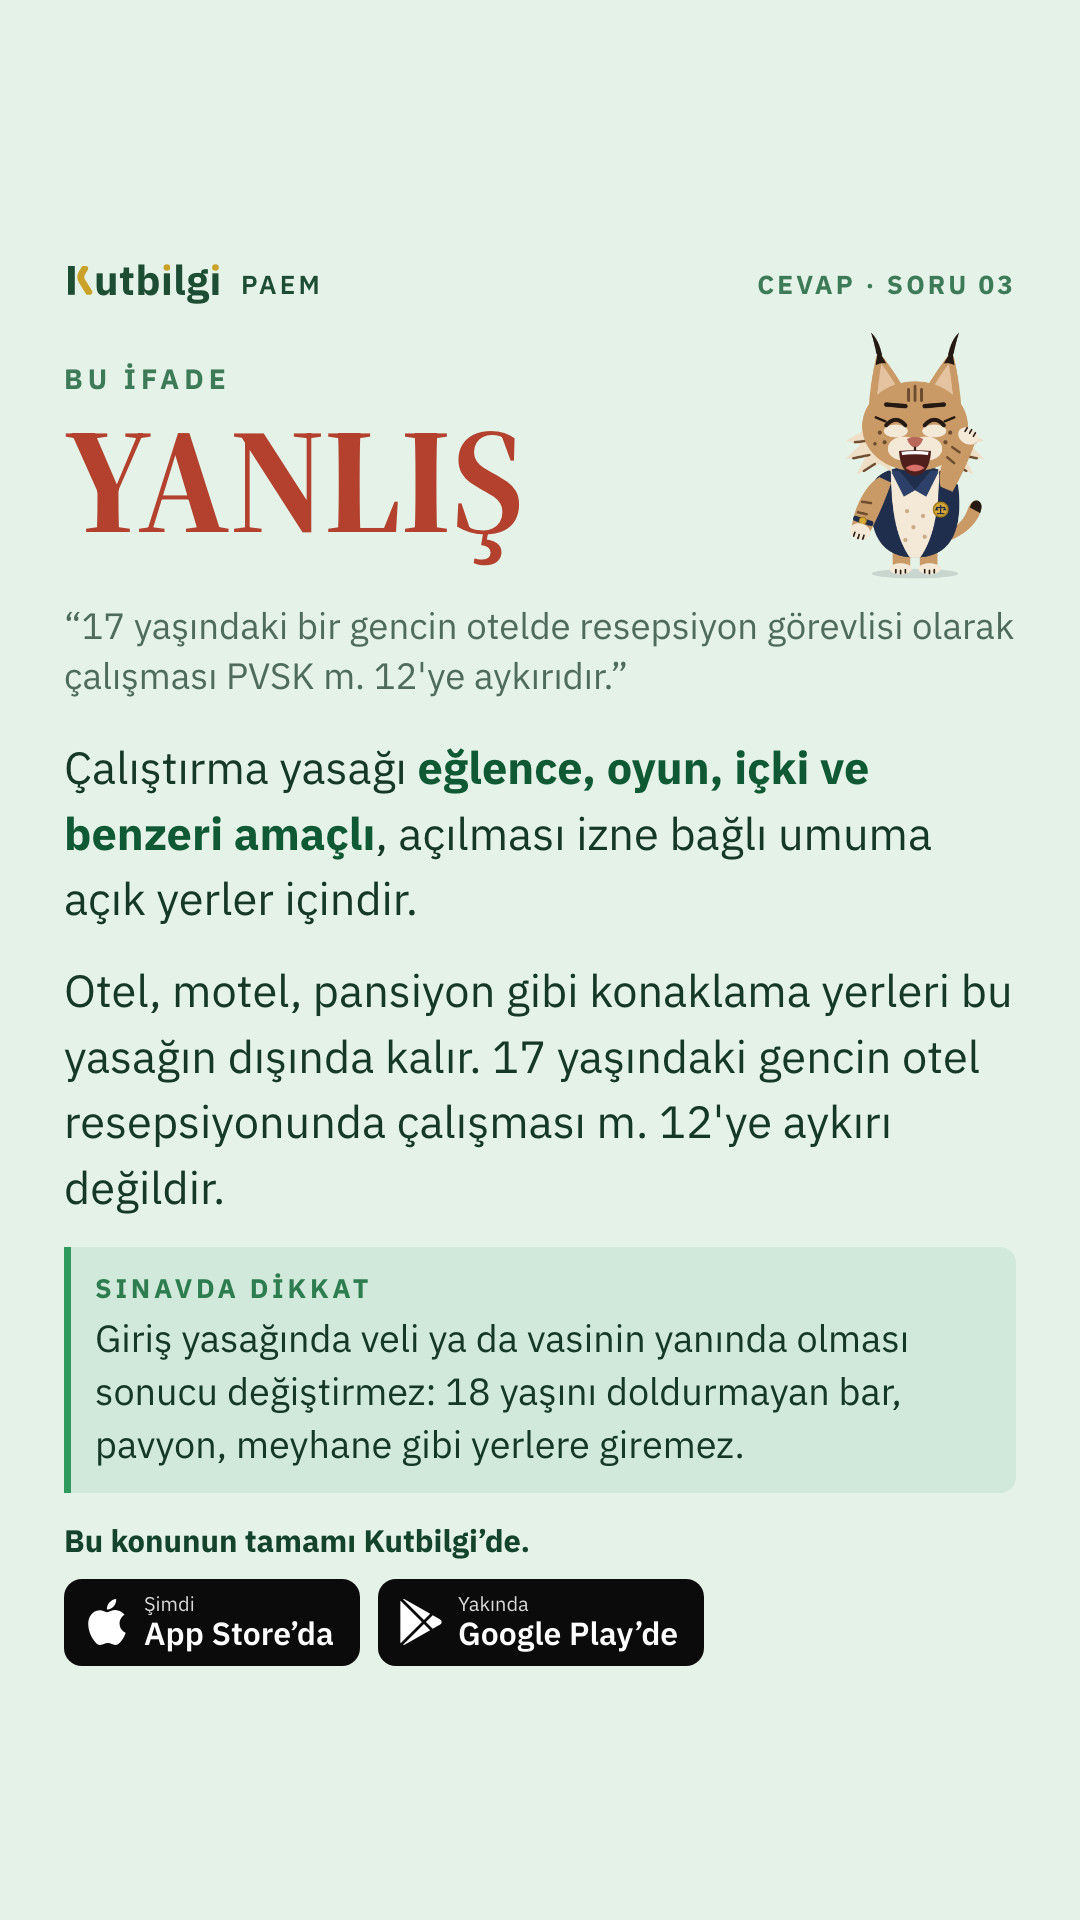 Kutbilgi PAEM
CEVAP · SORU 03
BU İFADE
YANLIŞ
“17 yaşındaki bir gencin otelde resepsiyon görevlisi olarak
çalışması PVSK m. 12'ye aykırıdır.”
Çalıştırma yasağı eğlence, oyun, içki ve
benzeri amaçlı, açılması izne bağlı umuma
açık yerler içindir.
Otel, motel, pansiyon gibi konaklama yerleri bu
yasağın dışında kalır. 17 yaşındaki gencin otel
resepsiyonunda çalışması m. 12'ye aykırı
değildir.
SINAVDA DİKKAT
Giriş yasağında veli ya da vasinin yanında olması
sonucu değiştirmez: 18 yaşını doldurmayan bar,
pavyon, meyhane gibi yerlere giremez.
Bu konunun tamamı Kutbilgi’de.
Şimdi
App Store’da
Yakında
Google Play’de